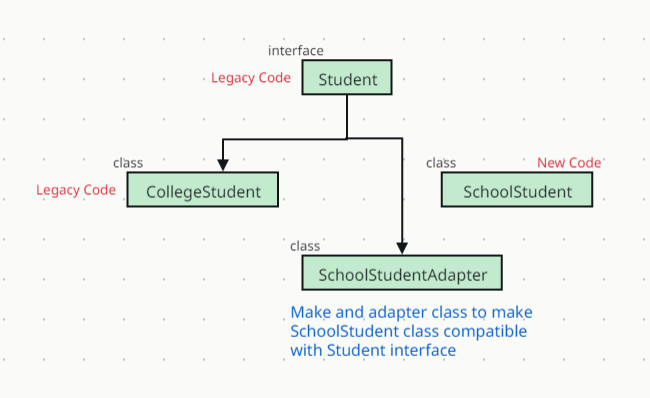 interface
Legacy Code
Student
class
Legacy Code
CollegeStudent
class
New Code
SchoolStudent
class
SchoolStudentAdapter
Make and adapter class to make
SchoolStudent class compatible
with Student interface